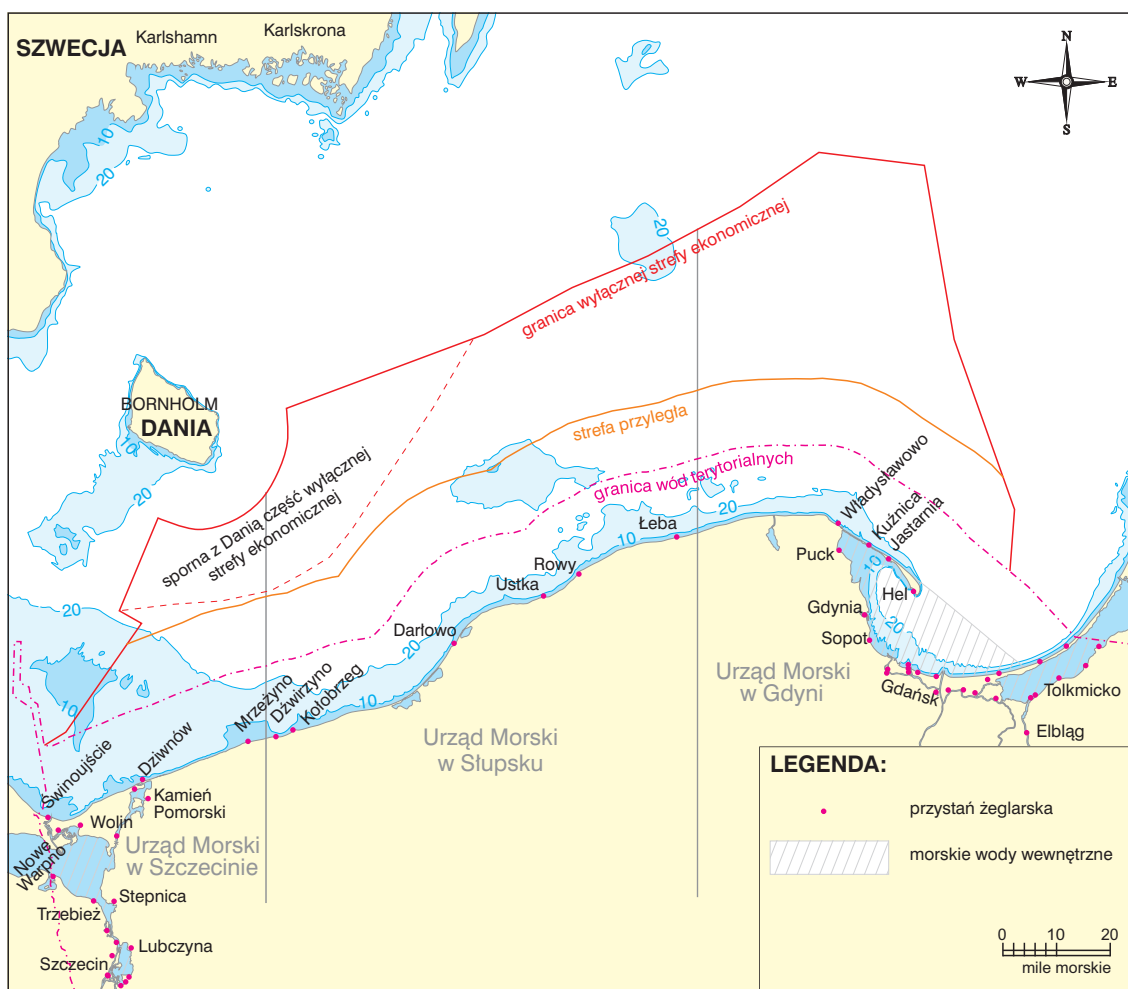 SZWECJA
Karlshamn
Karlskrona
N
W
E
S
10
20
20
granica wyłącznej strefy ekonomicznej
BORNHOLM
DANIA
10
20
strefa przyległa
sporna z Danią część wyłącznej
strefy ekonomicznej
granica wód terytorialnych
20
10
Łeba
Rowy
Ustka
Darłowo
20
10
Władysławowo
Kuźnica
Jastarnia
Puck
10
Hel
Gdynia
20
Sopot
Gdańsk
Tolkmicko
Elbląg
20
10
Mrzeżyno
Dźwirzyno
Kołobrzeg
Świnoujście
Dziwnów
Kamień
Pomorski
Wolin
Nowe
Warpno
Stepnica
Trzebież
Lubczyna
Szczecin
Urząd Morski
w Szczecinie
Urząd Morski
w Słupsku
Urząd Morski
w Gdyni
LEGENDA:
przystań żeglarska
morskie wody wewnętrzne
0 10 20
mile morskie